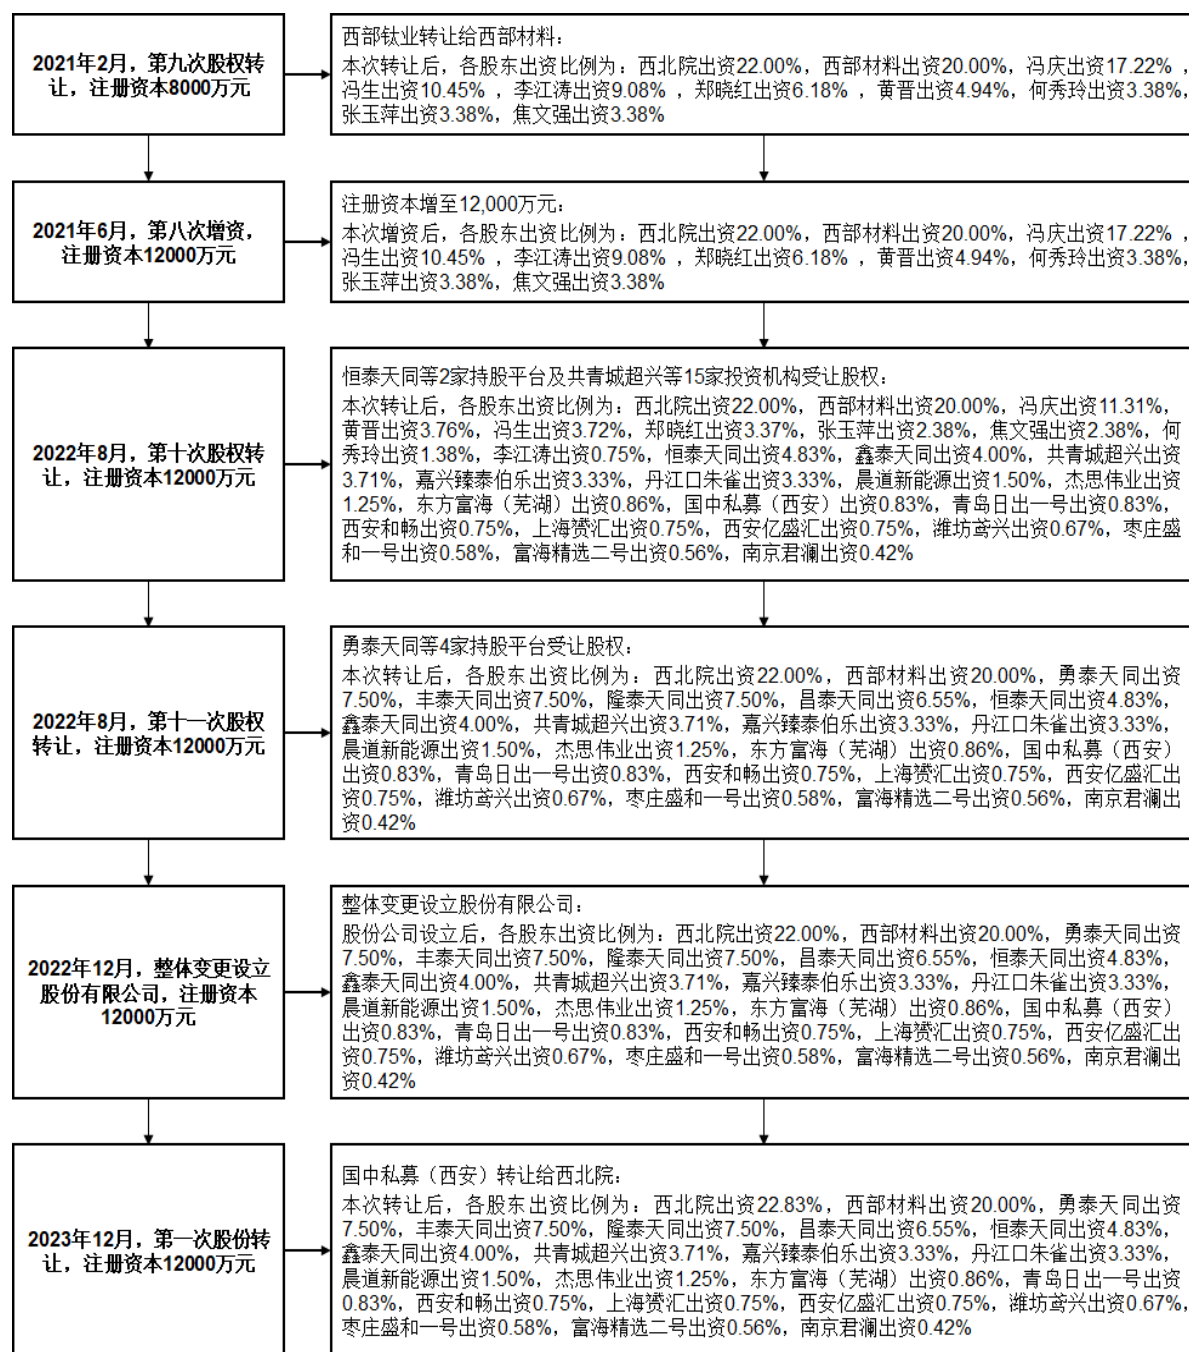 2021年2月，第九次股权转
让，注册资本8000万元
西部钛业转让给西部材料：
本次转让后，各股东出资比例为：西北院出资22.00%，西部材料出资20.00%，冯庆出资17.22%，
冯生出资10.45%，李江涛出资9.08%，郑晓红出资6.18%，黄晋出资4.94%，何秀玲出资3.38%，
张玉萍出资3.38%，焦文强出资3.38%
2021年6月，第八次增资，
注册资本12000万元
注册资本增至12,000万元：
本次增资后，各股东出资比例为：西北院出资22.00%，西部材料出资20.00%，冯庆出资17.22%，
冯生出资10.45%，李江涛出资9.08%，郑晓红出资6.18%，黄晋出资4.94%，何秀玲出资3.38%，
张玉萍出资3.38%，焦文强出资3.38%
2022年8月，第十次股权转
让，注册资本12000万元
恒泰天同等2家持股平台及共青城超兴等15家投资机构受让股权：
本次转让后，各股东出资比例为：西北院出资22.00%，西部材料出资20.00%，冯庆出资11.31%，
黄晋出资3.76%，冯生出资3.72%，郑晓红出资3.37%，张玉萍出资2.38%，焦文强出资2.38%，何
秀玲出资1.38%，李江涛出资0.75%，恒泰天同出资4.83%，鑫泰天同出资4.00%，共青城超兴出资
3.71%，嘉兴臻泰伯乐出资3.33%，丹江口朱雀出资3.33%，晨道新能源出资1.50%，杰思伟业出资
1.25%，东方富海（芜湖）出资0.86%，国中私募（西安）出资0.83%，青岛日出一号出资0.83%，
西安和畅出资0.75%，上海赟汇出资0.75%，西安亿盛汇出资0.75%，潍坊鸢兴出资0.67%，枣庄盛
和一号出资0.58%，富海精选二号出资0.56%，南京君澜出资0.42%
2022年8月，第十一次股权
转让，注册资本12000万元
勇泰天同等4家持股平台受让股权：
本次转让后，各股东出资比例为：西北院出资22.00%，西部材料出资20.00%，勇泰天同出资
7.50%，丰泰天同出资7.50%，隆泰天同出资7.50%，昌泰天同出资6.55%，恒泰天同出资4.83%，
鑫泰天同出资4.00%，共青城超兴出资3.71%，嘉兴臻泰伯乐出资3.33%，丹江口朱雀出资3.33%，
晨道新能源出资1.50%，杰思伟业出资1.25%，东方富海（芜湖）出资0.86%，国中私募（西安）
出资0.83%，青岛日出一号出资0.83%，西安和畅出资0.75%，上海赟汇出资0.75%，西安亿盛汇出
资0.75%，潍坊鸢兴出资0.67%，枣庄盛和一号出资0.58%，富海精选二号出资0.56%，南京君澜出
资0.42%
2022年12月，整体变更设立
股份有限公司，注册资本
12000万元
整体变更设立股份有限公司：
股份公司设立后，各股东出资比例为：西北院出资22.00%，西部材料出资20.00%，勇泰天同出资
7.50%，丰泰天同出资7.50%，隆泰天同出资7.50%，昌泰天同出资6.55%，恒泰天同出资4.83%，
鑫泰天同出资4.00%，共青城超兴出资3.71%，嘉兴臻泰伯乐出资3.33%，丹江口朱雀出资3.33%，
晨道新能源出资1.50%，杰思伟业出资1.25%，东方富海（芜湖）出资0.86%，国中私募（西安）
出资0.83%，青岛日出一号出资0.83%，西安和畅出资0.75%，上海赟汇出资0.75%，西安亿盛汇出
资0.75%，潍坊鸢兴出资0.67%，枣庄盛和一号出资0.58%，富海精选二号出资0.56%，南京君澜出
资0.42%
2023年12月，第一次股份转
让，注册资本12000万元
国中私募（西安）转让给西北院：
本次转让后，各股东出资比例为：西北院出资22.83%，西部材料出资20.00%，勇泰天同出资
7.50%，丰泰天同出资7.50%，隆泰天同出资7.50%，昌泰天同出资6.55%，恒泰天同出资4.83%，
鑫泰天同出资4.00%，共青城超兴出资3.71%，嘉兴臻泰伯乐出资3.33%，丹江口朱雀出资3.33%，
晨道新能源出资1.50%，杰思伟业出资1.25%，东方富海（芜湖）出资0.86%，青岛日出一号出资
0.83%，西安和畅出资0.75%，上海赟汇出资0.75%，西安亿盛汇出资0.75%，潍坊鸢兴出资0.67%，
枣庄盛和一号出资0.58%，富海精选二号出资0.56%，南京君澜出资0.42%